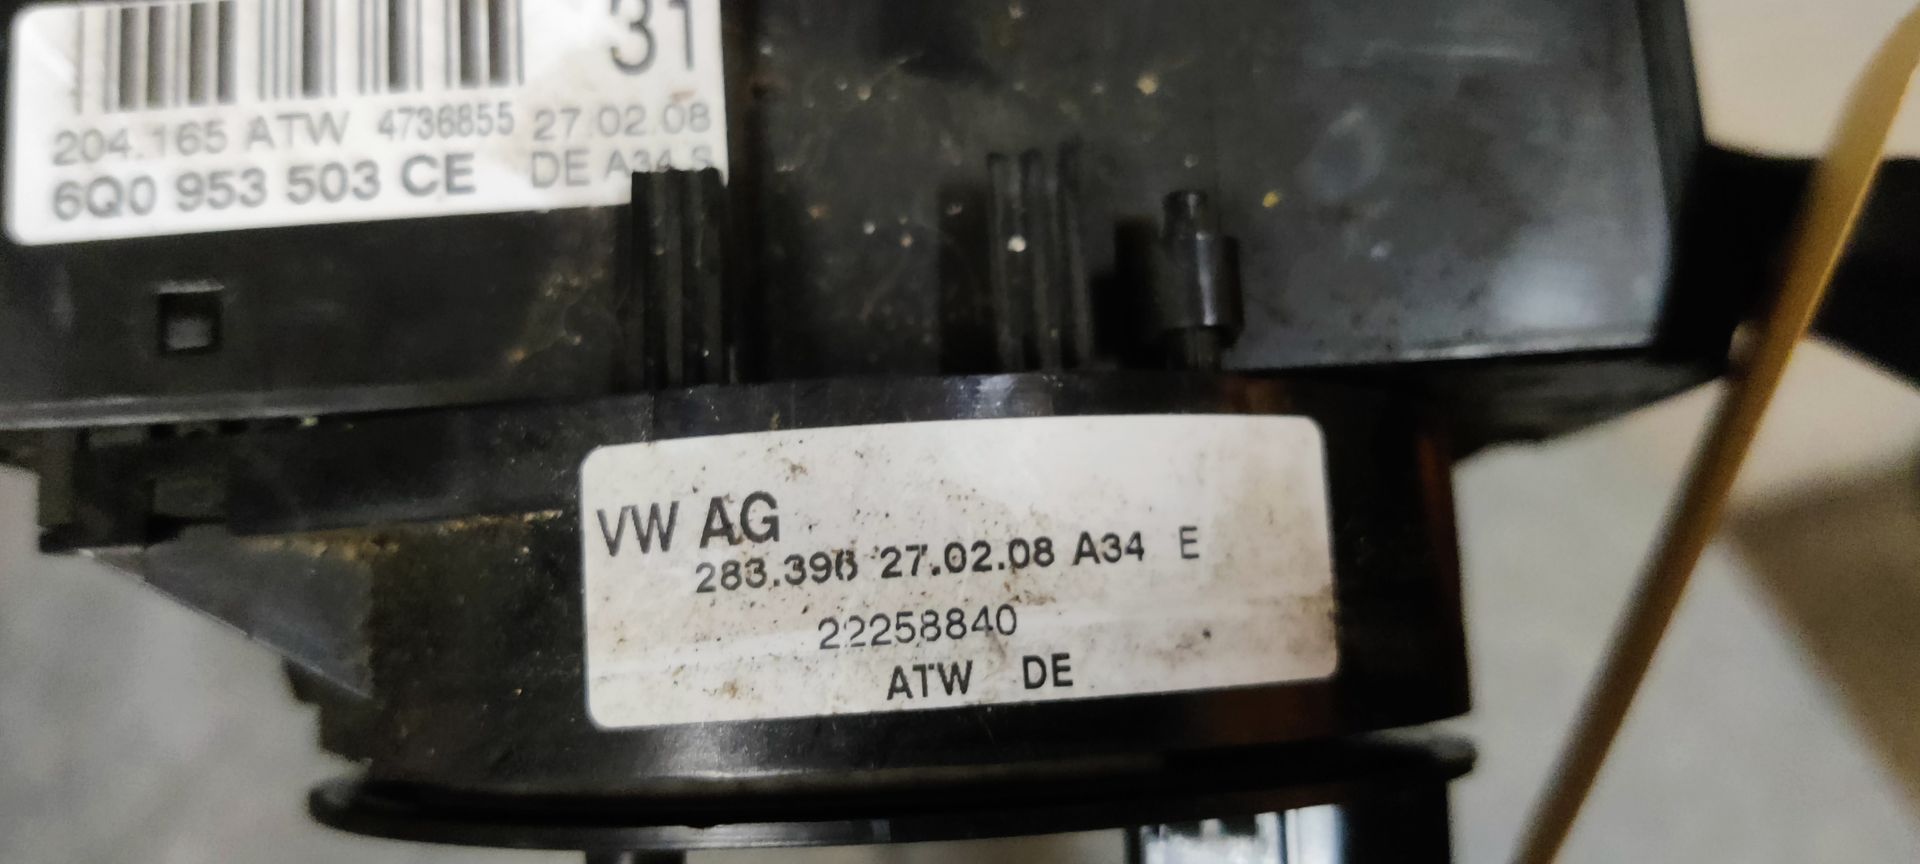 31
204.165 ATW 4736855 27.02.08
6Q0 953 503 CE DE A34 S
VW AG
283.396 27.02.08 A34 E
22258840
ATW DE